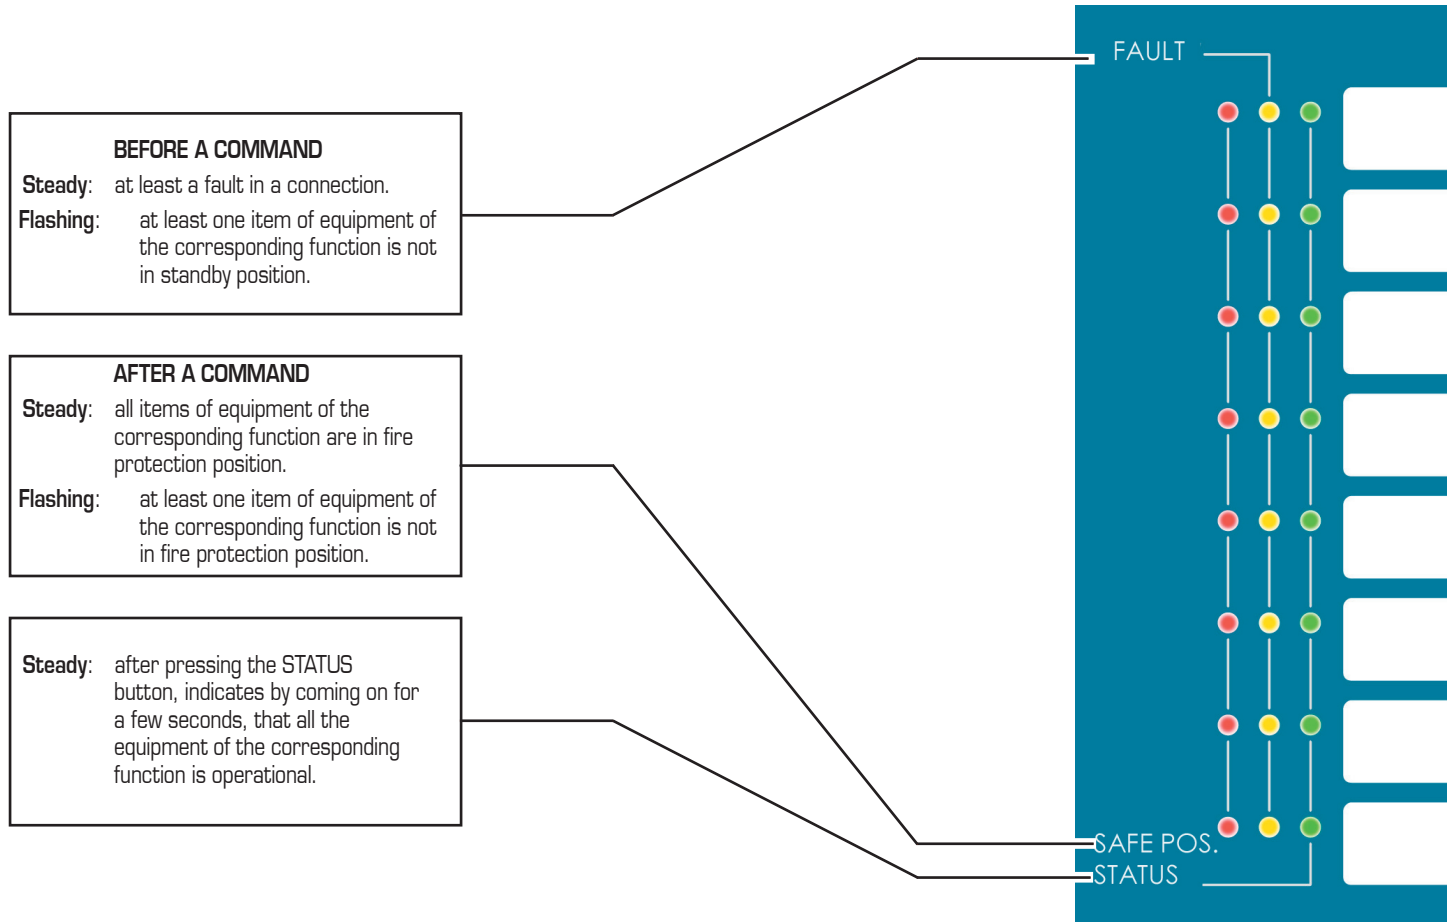 FAULT
BEFORE A COMMAND
Steady: at least a fault in a connection.
Flashing: at least one item of equipment of
the corresponding function is not
in standby position.
AFTER A COMMAND
Steady: all items of equipment of the
corresponding function are in fire
protection position.
Flashing: at least one item of equipment of
the corresponding function is not
in fire protection position.
Steady: after pressing the STATUS
button, indicates by coming on for
a few seconds, that all the
equipment of the corresponding
function is operational.
SAFE POS.
STATUS